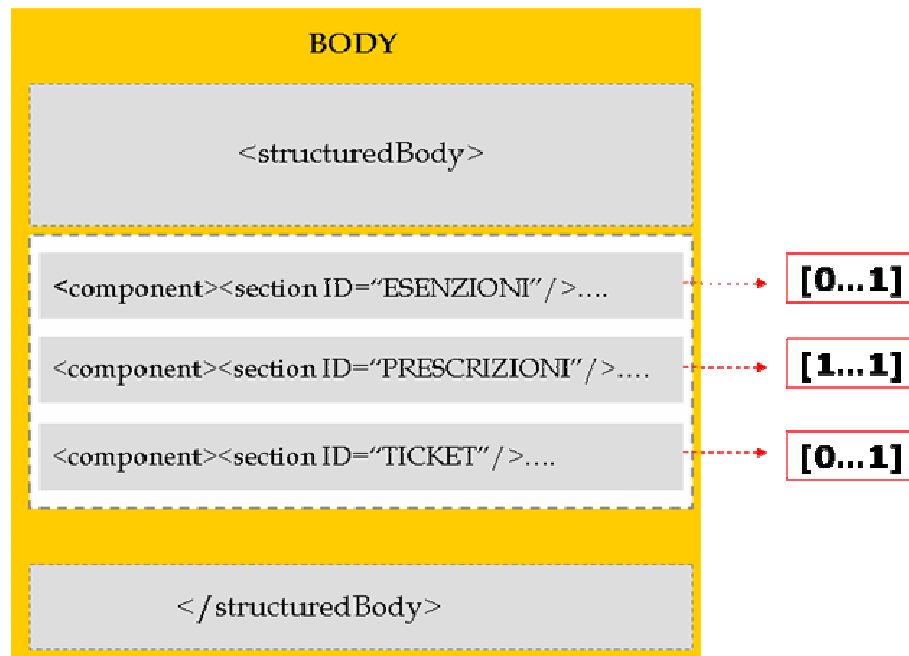 BODY
<structuredBody>
<component><section ID=“ESENZIONI”/>....
[0...1]
<component><section ID=“PRESCRIZIONI”/>....
[1...1]
<component><section ID=“TICKET”/>....
[0...1]
</structuredBody>